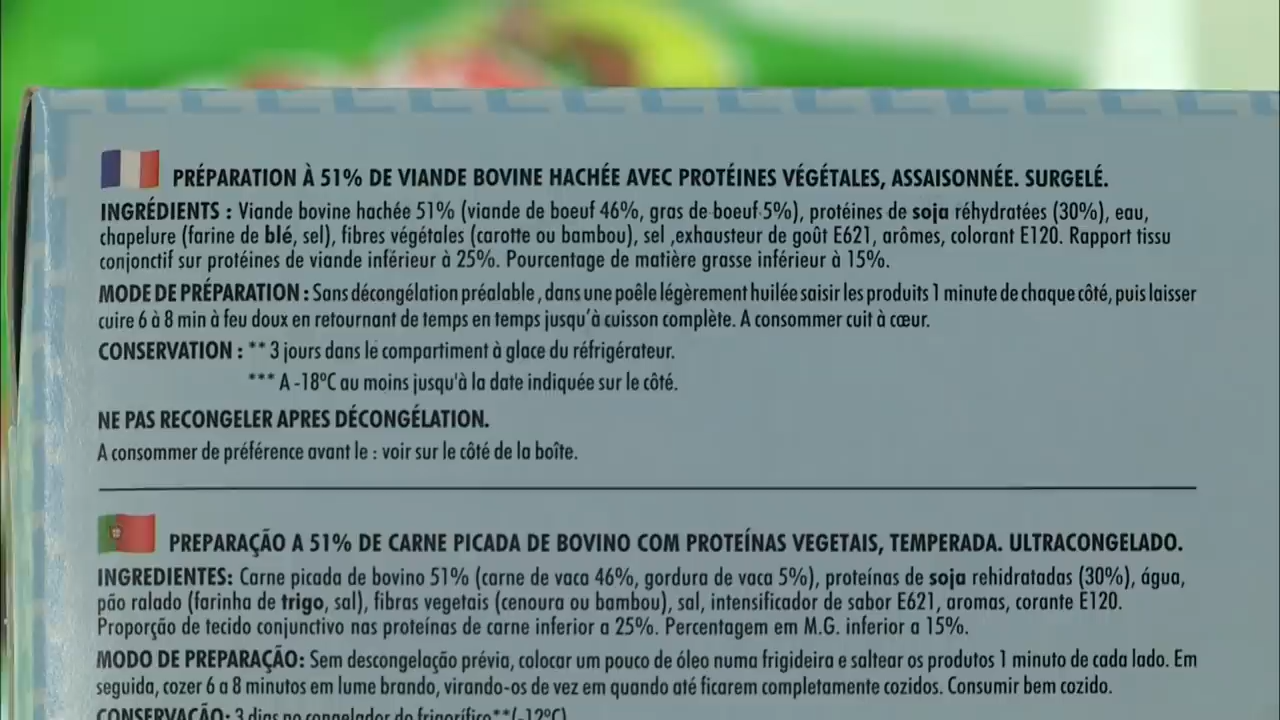 PRÉPARATION À 51% DE VIANDE BOVINE HACHÉE AVEC PROTÉINES VÉGÉTALES, ASSAISONNÉE. SURGELÉ.
INGRÉDIENTS : Viande bovine hachée 51% (viande de boeuf 46%, gras de boeuf 5%), protéines de soja réhydratées (30%), eau,
chapelure (farine de blé, sel), fibres végétales (carotte ou bambou), sel ,exhausteur de goût E621, arômes, colorant E120. Rapport tissu
conjonctif sur protéines de viande inférieur à 25%. Pourcentage de matière grasse inférieur à 15%.
MODE DE PRÉPARATION : Sans décongélation préalable , dans une poêle légèrement huilée saisir les produits 1 minute de chaque côté, puis laisser
cuire 6 à 8 min à feu doux en retournant de temps en temps jusqu'à cuisson complète. A consommer cuit à cœur.
CONSERVATION : ** 3 jours dans le compartiment à glace du réfrigérateur.
*** A -18°C au moins jusqu'à la date indiquée sur le côté.
NE PAS RECONGELER APRES DÉCONGÉLATION.
A consommer de préférence avant le : voir sur le côté de la boîte.
PREPARAÇÃO A 51% DE CARNE PICADA DE BOVINO COM PROTEÍNAS VEGETAIS, TEMPERADA. ULTRACONGELADO.
INGREDIENTES: Carne picada de bovino 51% (carne de vaca 46%, gordura de vaca 5%), proteínas de soja rehidratadas (30%), água,
pão ralado (farinha de trigo, sal), fibras vegetais (cenoura ou bambou), sal, intensificador de sabor E621, aromas, corante E120.
Proporção de tecido conjunctivo nas proteínas de carne inferior a 25%. Percentagem em M.G. inferior a 15%.
MODO DE PREPARAÇÃO: Sem descongelação prévia, colocar um pouco de óleo numa frigideira e saltear os produtos 1 minuto de cada lado. Em
seguida, cozer 6 a 8 minutos em lume brando, virando-os de vez em quando até ficarem completamente cozidos. Consumir bem cozido.
CONSERVAÇÃO: 3 dias no congelador do frigorífico**(-12°C)